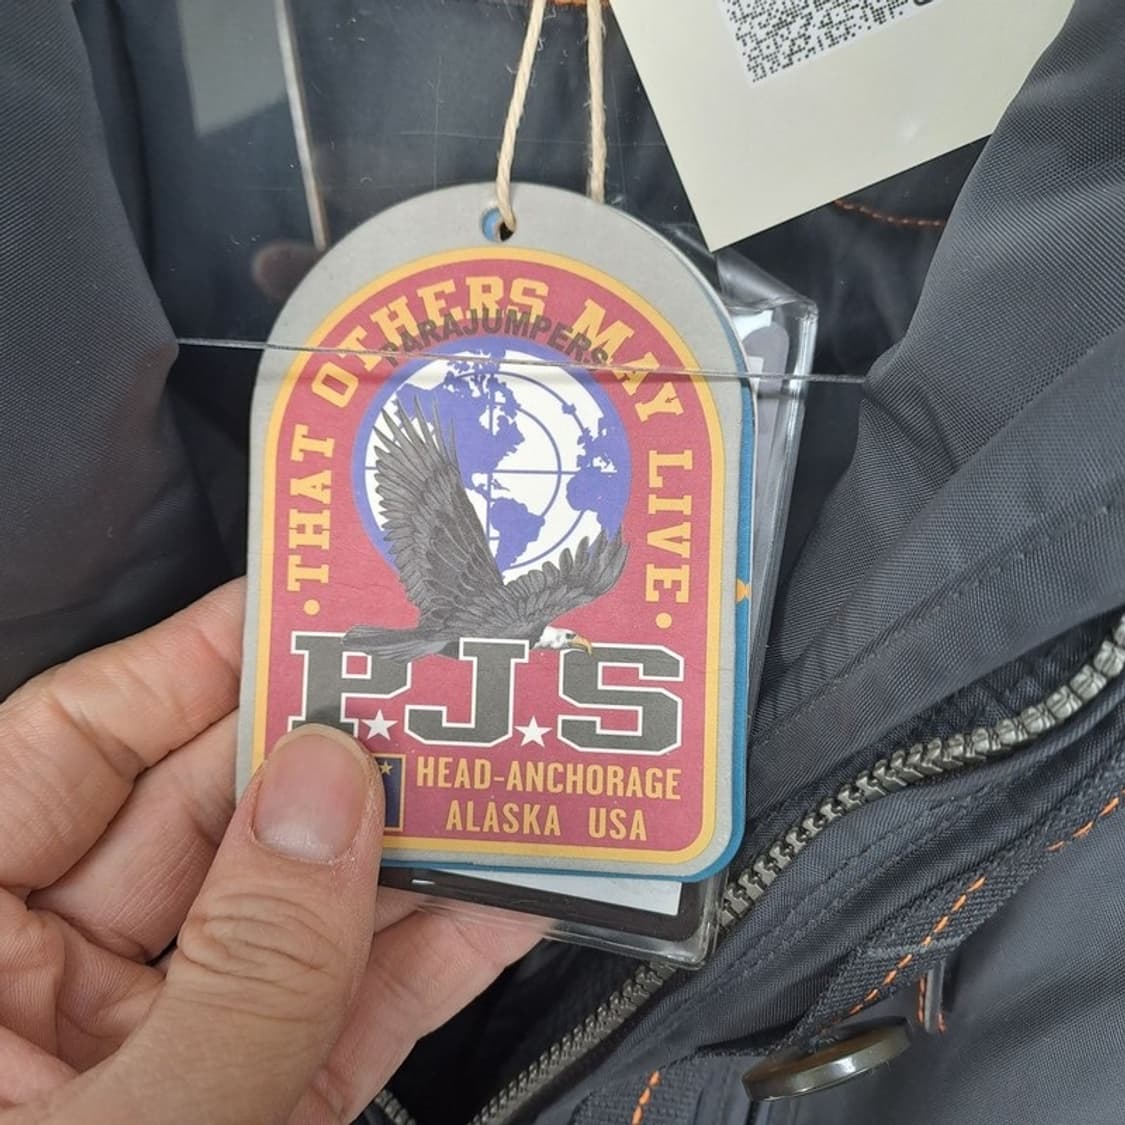 ·THAT OTHERS MAY LIVE·
PARAJUMPERS
P.J.S
HEAD-ANCHORAGE
ALASKA USA